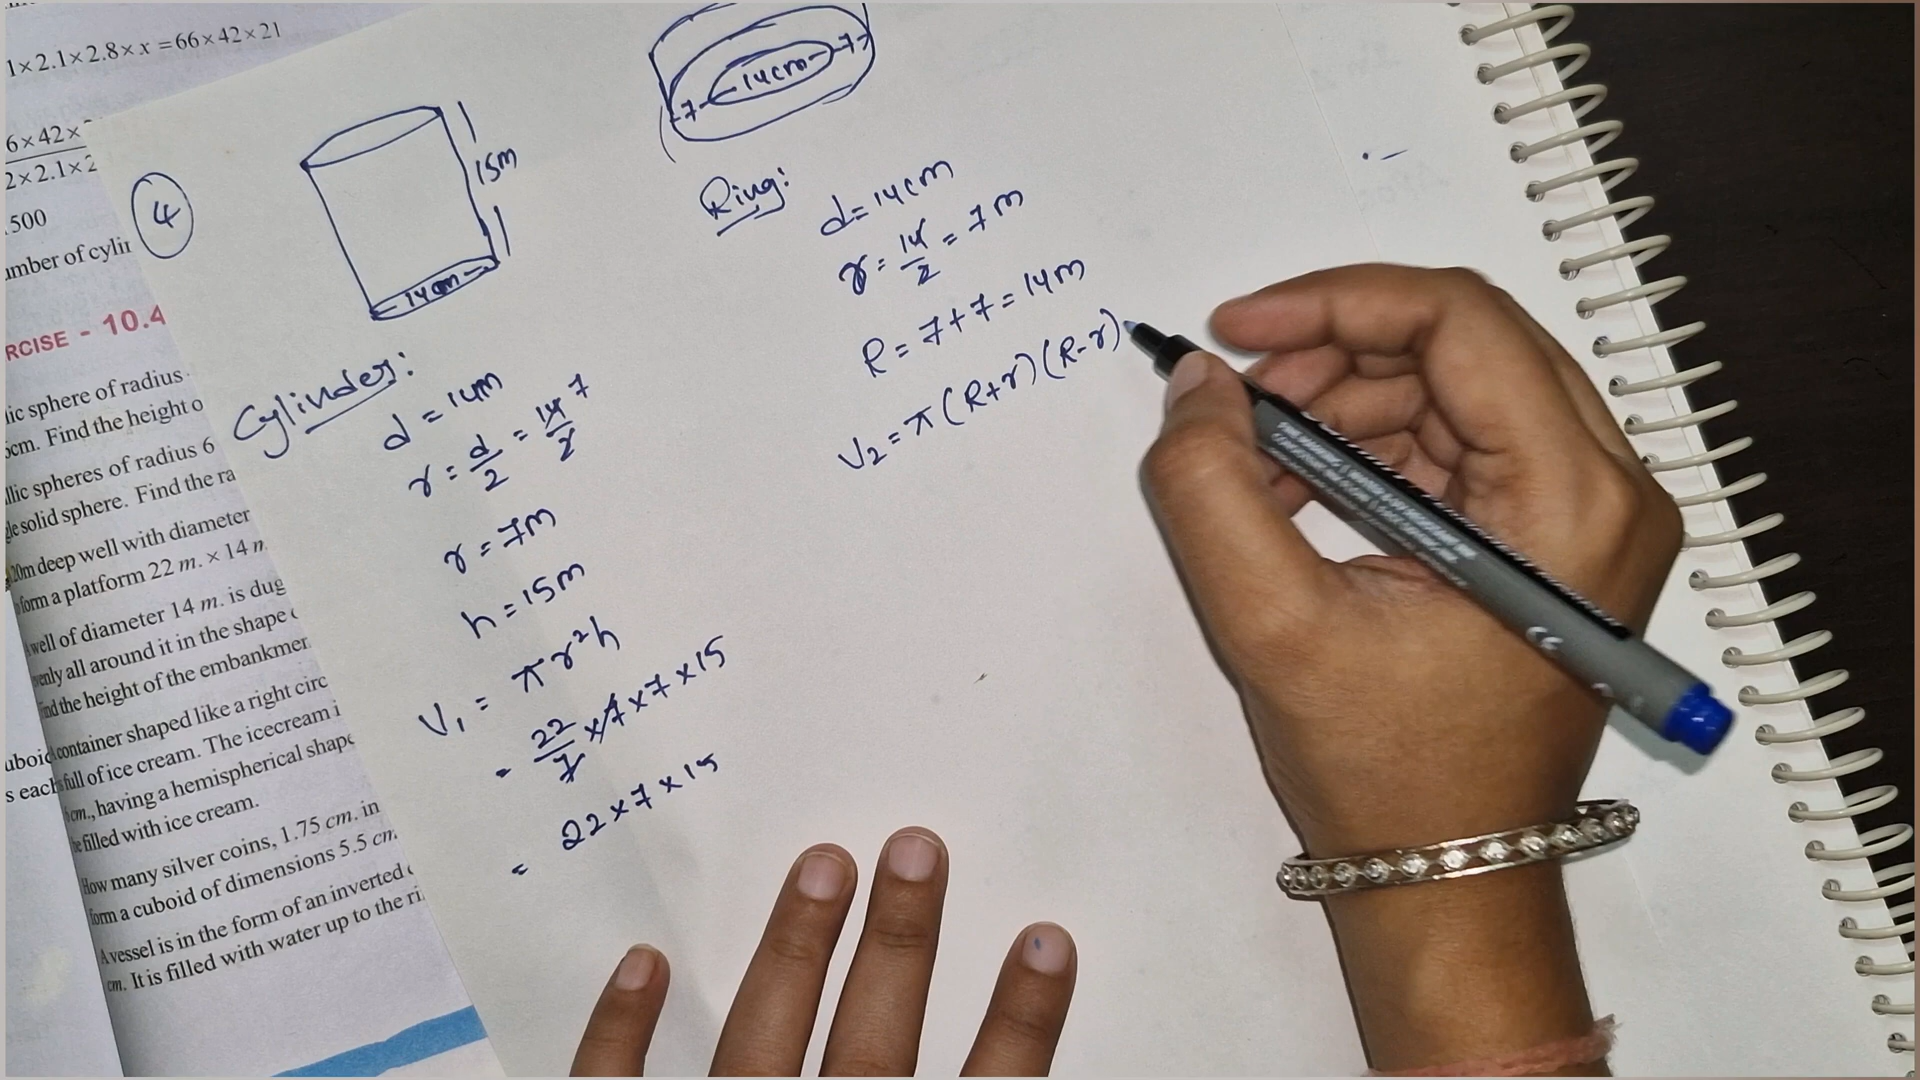 1×2.1×2.8×x=66×42×21
6×42×
2×2.1×2
500
umber of cylin
RCISE - 10.4
lic sphere of radius
cm. Find the height o
llic spheres of radius 6
gle solid sphere. Find the ra
20m deep well with diameter
form a platform 22 m. × 14 m
well of diameter 14 m. is dug
venly all around it in the shape
nd the height of the embankmen
container shaped like a right circ
full of ice cream. The icecream i
cm., having a hemispherical shape
be filled with ice cream.
How many silver coins, 1.75 cm. in
form a cuboid of dimensions 5.5 cm
A vessel is in the form of an inverted
cm. It is filled with water up to the ri
uboid
s each
4
15m
14cm
Cylinder:
d = 14m
r = d/2 = 14/2 7
r = 7m
h = 15m
V₁ = πr²h
= 22/7 × 7 × 7 × 15
= 22 × 7 × 15
-7- -14cm- -7-
Ring:
d = 14cm
r = 14/2 = 7m
R = 7+7 = 14m
V₂ = π(R+r)(R-r)
CE